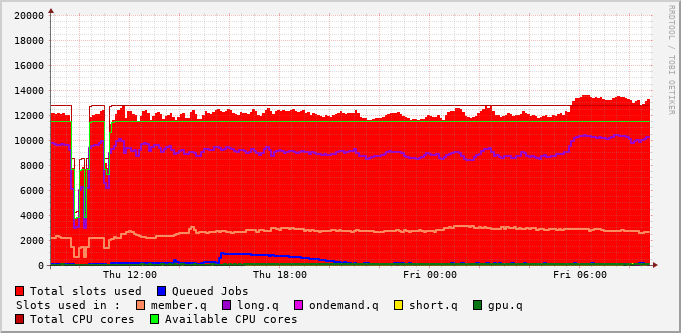 20000
18000
16000
14000
12000
10000
8000
6000
4000
2000
0
Thu 12:00 Thu 18:00 Fri 00:00 Fri 06:00
RRDTOOL / TOBI OETIKER
Total slots used Queued Jobs
Slots used in : member.q long.q ondemand.q short.q gpu.q
Total CPU cores Available CPU cores